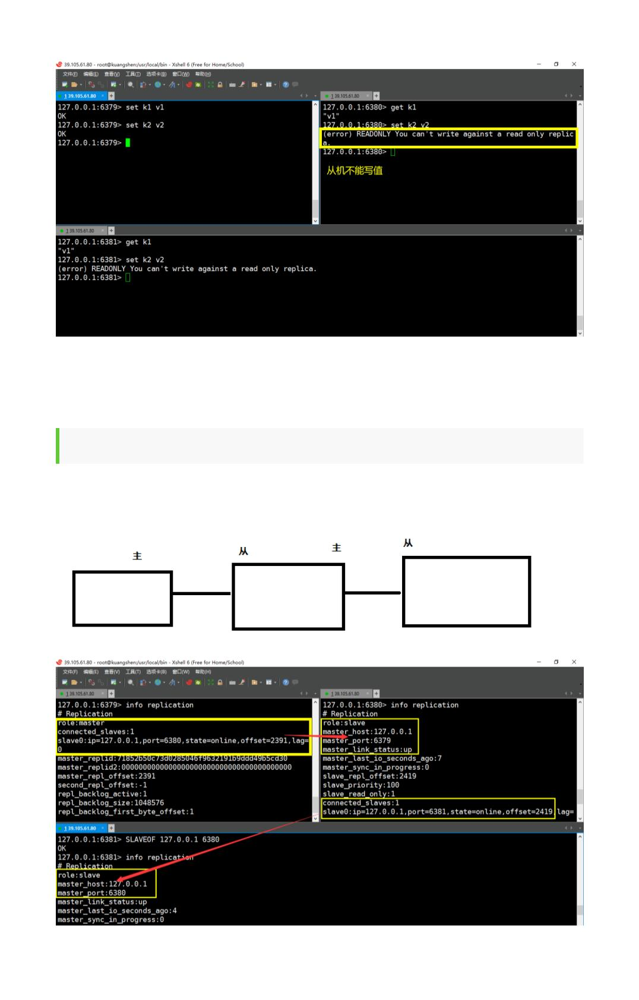 39.105.61.80 - root@kuangshen:/usr/local/bin - Xshell 6 (Free for Home/School)
文件(F) 编辑(E) 查看(V) 工具(T) 选项卡(B) 窗口(W) 帮助(H)
1 39.105.61.80
127.0.0.1:6379> set k1 v1
OK
127.0.0.1:6379> set k2 v2
OK
127.0.0.1:6379>
1 39.105.61.80
127.0.0.1:6380> get k1
"v1"
127.0.0.1:6380> set k2 v2
(error) READONLY You can't write against a read only replic
a.
127.0.0.1:6380>
从机不能写值
1 39.105.61.80
127.0.0.1:6381> get k1
"v1"
127.0.0.1:6381> set k2 v2
(error) READONLY You can't write against a read only replica.
127.0.0.1:6381>
主 从 主 从
39.105.61.80 - root@kuangshen:/usr/local/bin - Xshell 6 (Free for Home/School)
文件(F) 编辑(E) 查看(V) 工具(T) 选项卡(B) 窗口(W) 帮助(H)
1 39.105.61.80
127.0.0.1:6379> info replication
# Replication
role:master
connected_slaves:1
slave0:ip=127.0.0.1,port=6380,state=online,offset=2391,lag=
0
master_replid:71852b50c73d0285046f9632191b9ddd49b5cd30
master_replid2:0000000000000000000000000000000000000000
master_repl_offset:2391
second_repl_offset:-1
repl_backlog_active:1
repl_backlog_size:1048576
repl_backlog_first_byte_offset:1
1 39.105.61.80
127.0.0.1:6380> info replication
# Replication
role:slave
master_host:127.0.0.1
master_port:6379
master_link_status:up
master_last_io_seconds_ago:7
master_sync_in_progress:0
slave_repl_offset:2419
slave_priority:100
slave_read_only:1
connected_slaves:1
slave0:ip=127.0.0.1,port=6381,state=online,offset=2419,lag=
1 39.105.61.80
127.0.0.1:6381> SLAVEOF 127.0.0.1 6380
OK
127.0.0.1:6381> info replication
# Replication
role:slave
master_host:127.0.0.1
master_port:6380
master_link_status:up
master_last_io_seconds_ago:4
master_sync_in_progress:0